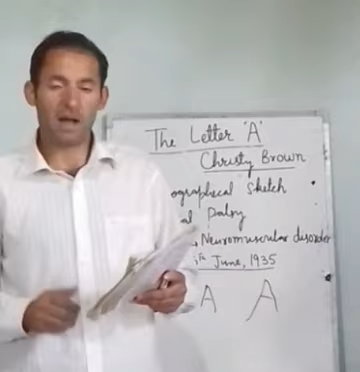 The Letter 'A'
Christy Brown
ographical Sketch
al Palsy
Neuromuscular disorder
June, 1935
A A